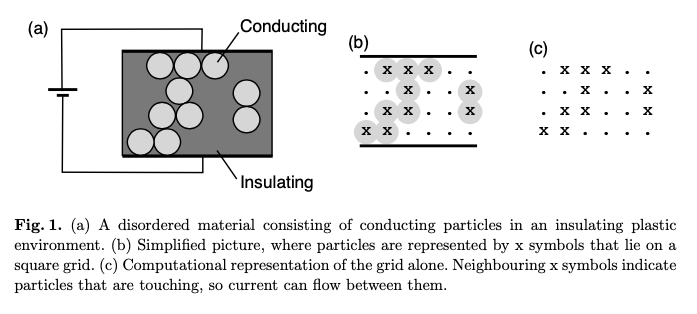 (a)
Conducting
Insulating
(b)
. x x x . .
. . x . . x
. x x . . x
x x . . . .
(c)
. x x x . .
. . x . . x
. x x . . x
x x . . . .
Fig. 1. (a) A disordered material consisting of conducting particles in an insulating plastic
environment. (b) Simplified picture, where particles are represented by x symbols that lie on a
square grid. (c) Computational representation of the grid alone. Neighbouring x symbols indicate
particles that are touching, so current can flow between them.